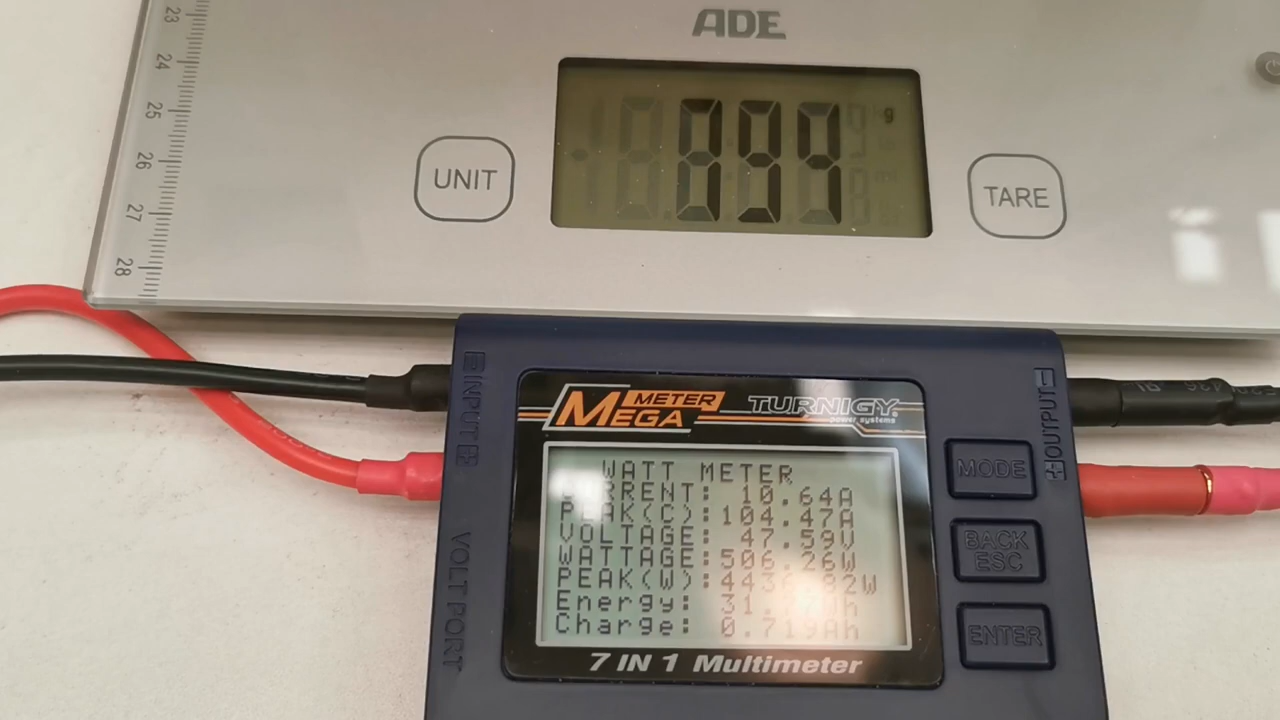 ADE
23
24
25
26
27
28
UNIT
g
TARE
INPUT
OUTPUT
VOLT PORT
MEGA METER
TURNIGY
power systems
WATT METER
CURRENT: 10.64A
PEAK(C):104.47A
VOLTAGE: 47.59V
WATTAGE:506.26W
PEAK(W):
Energy:
Charge:
7 IN 1 Multimeter
MODE
BACK
ESC
ENTER